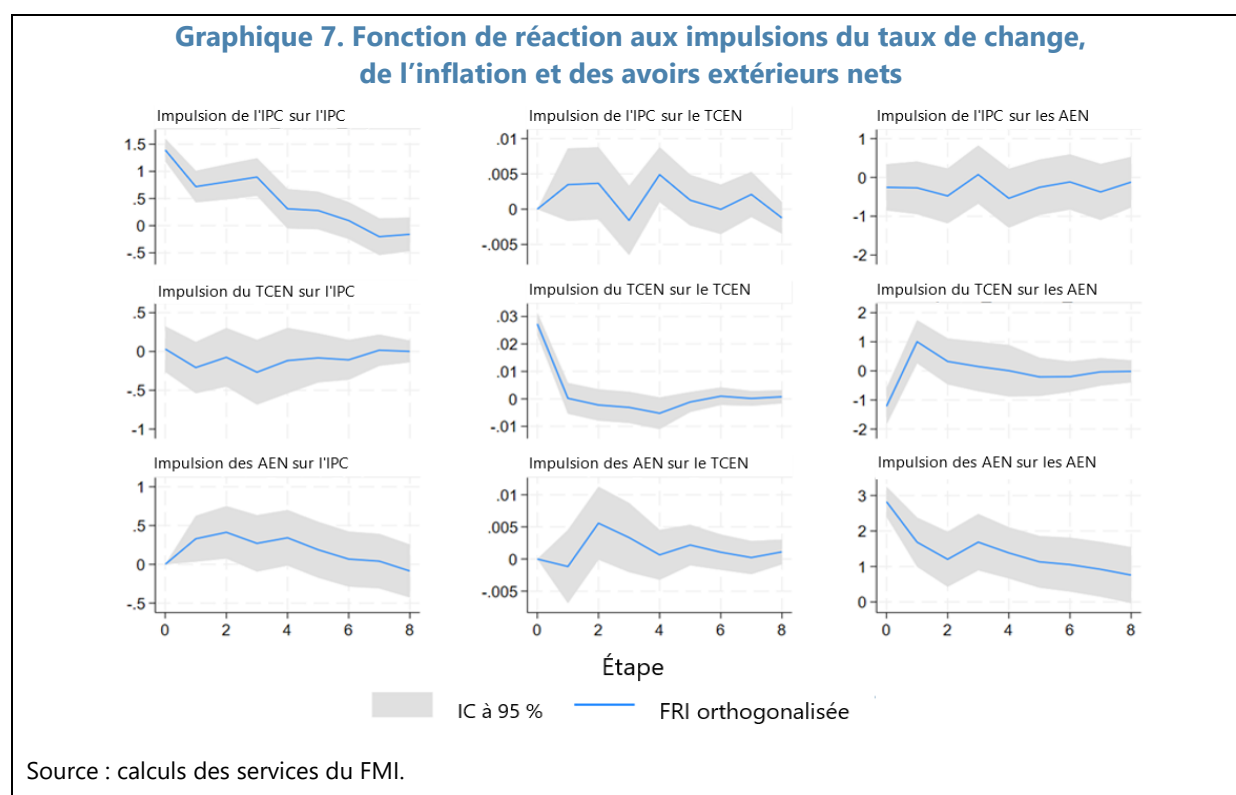 Graphique 7. Fonction de réaction aux impulsions du taux de change,
de l’inflation et des avoirs extérieurs nets
Impulsion de l'IPC sur l'IPC
1.5
1
.5
0
-.5
Impulsion de l'IPC sur le TCEN
.01
.005
0
-.005
Impulsion de l'IPC sur les AEN
1
0
-1
-2
Impulsion du TCEN sur l'IPC
.5
0
-.5
-1
Impulsion du TCEN sur le TCEN
.03
.02
.01
0
-.01
Impulsion du TCEN sur les AEN
2
1
0
-1
-2
Impulsion des AEN sur l'IPC
1
.5
0
-.5
0 2 4 6 8
Impulsion des AEN sur le TCEN
.01
.005
0
-.005
0 2 4 6 8
Impulsion des AEN sur les AEN
3
2
1
0
0 2 4 6 8
Étape
IC à 95 % FRI orthogonalisée
Source : calculs des services du FMI.